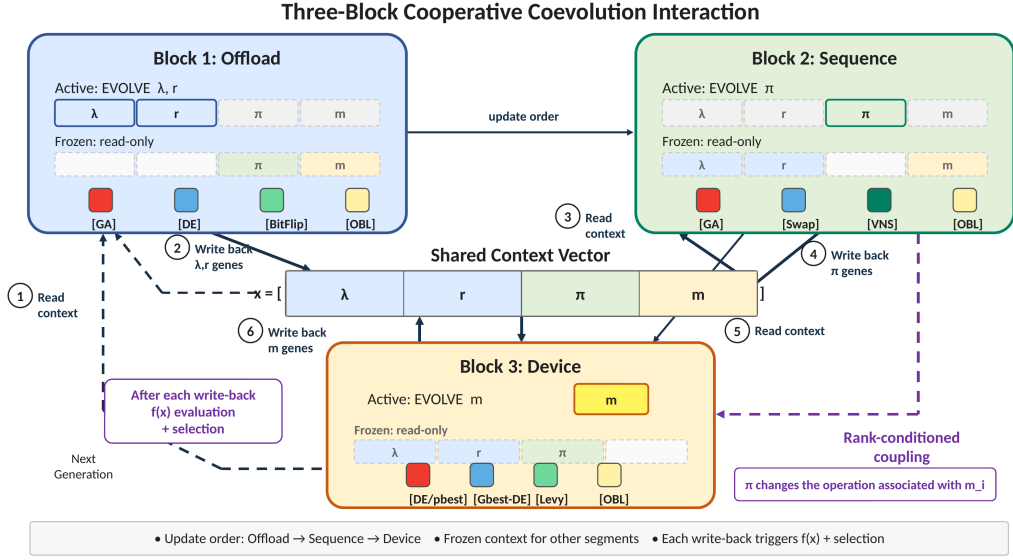 Three-Block Cooperative Coevolution Interaction
Block 1: Offload
Active: EVOLVE λ, r
λ r π m
Frozen: read-only
π m
[GA] [DE] [BitFlip] [OBL]
update order
Block 2: Sequence
Active: EVOLVE π
λ r π m
Frozen: read-only
λ r m
[GA] [Swap] [VNS] [OBL]
1 Read
context
2 Write back
λ,r genes
3 Read
context
4 Write back
π genes
Shared Context Vector
x = [ λ r π m ]
6 Write back
m genes
5 Read context
Block 3: Device
Active: EVOLVE m
m
Frozen: read-only
λ r π
[DE/pbest] [Gbest-DE] [Levy] [OBL]
After each write-back
f(x) evaluation
+ selection
Next
Generation
Rank-conditioned
coupling
π changes the operation associated with m_i
• Update order: Offload → Sequence → Device • Frozen context for other segments • Each write-back triggers f(x) + selection